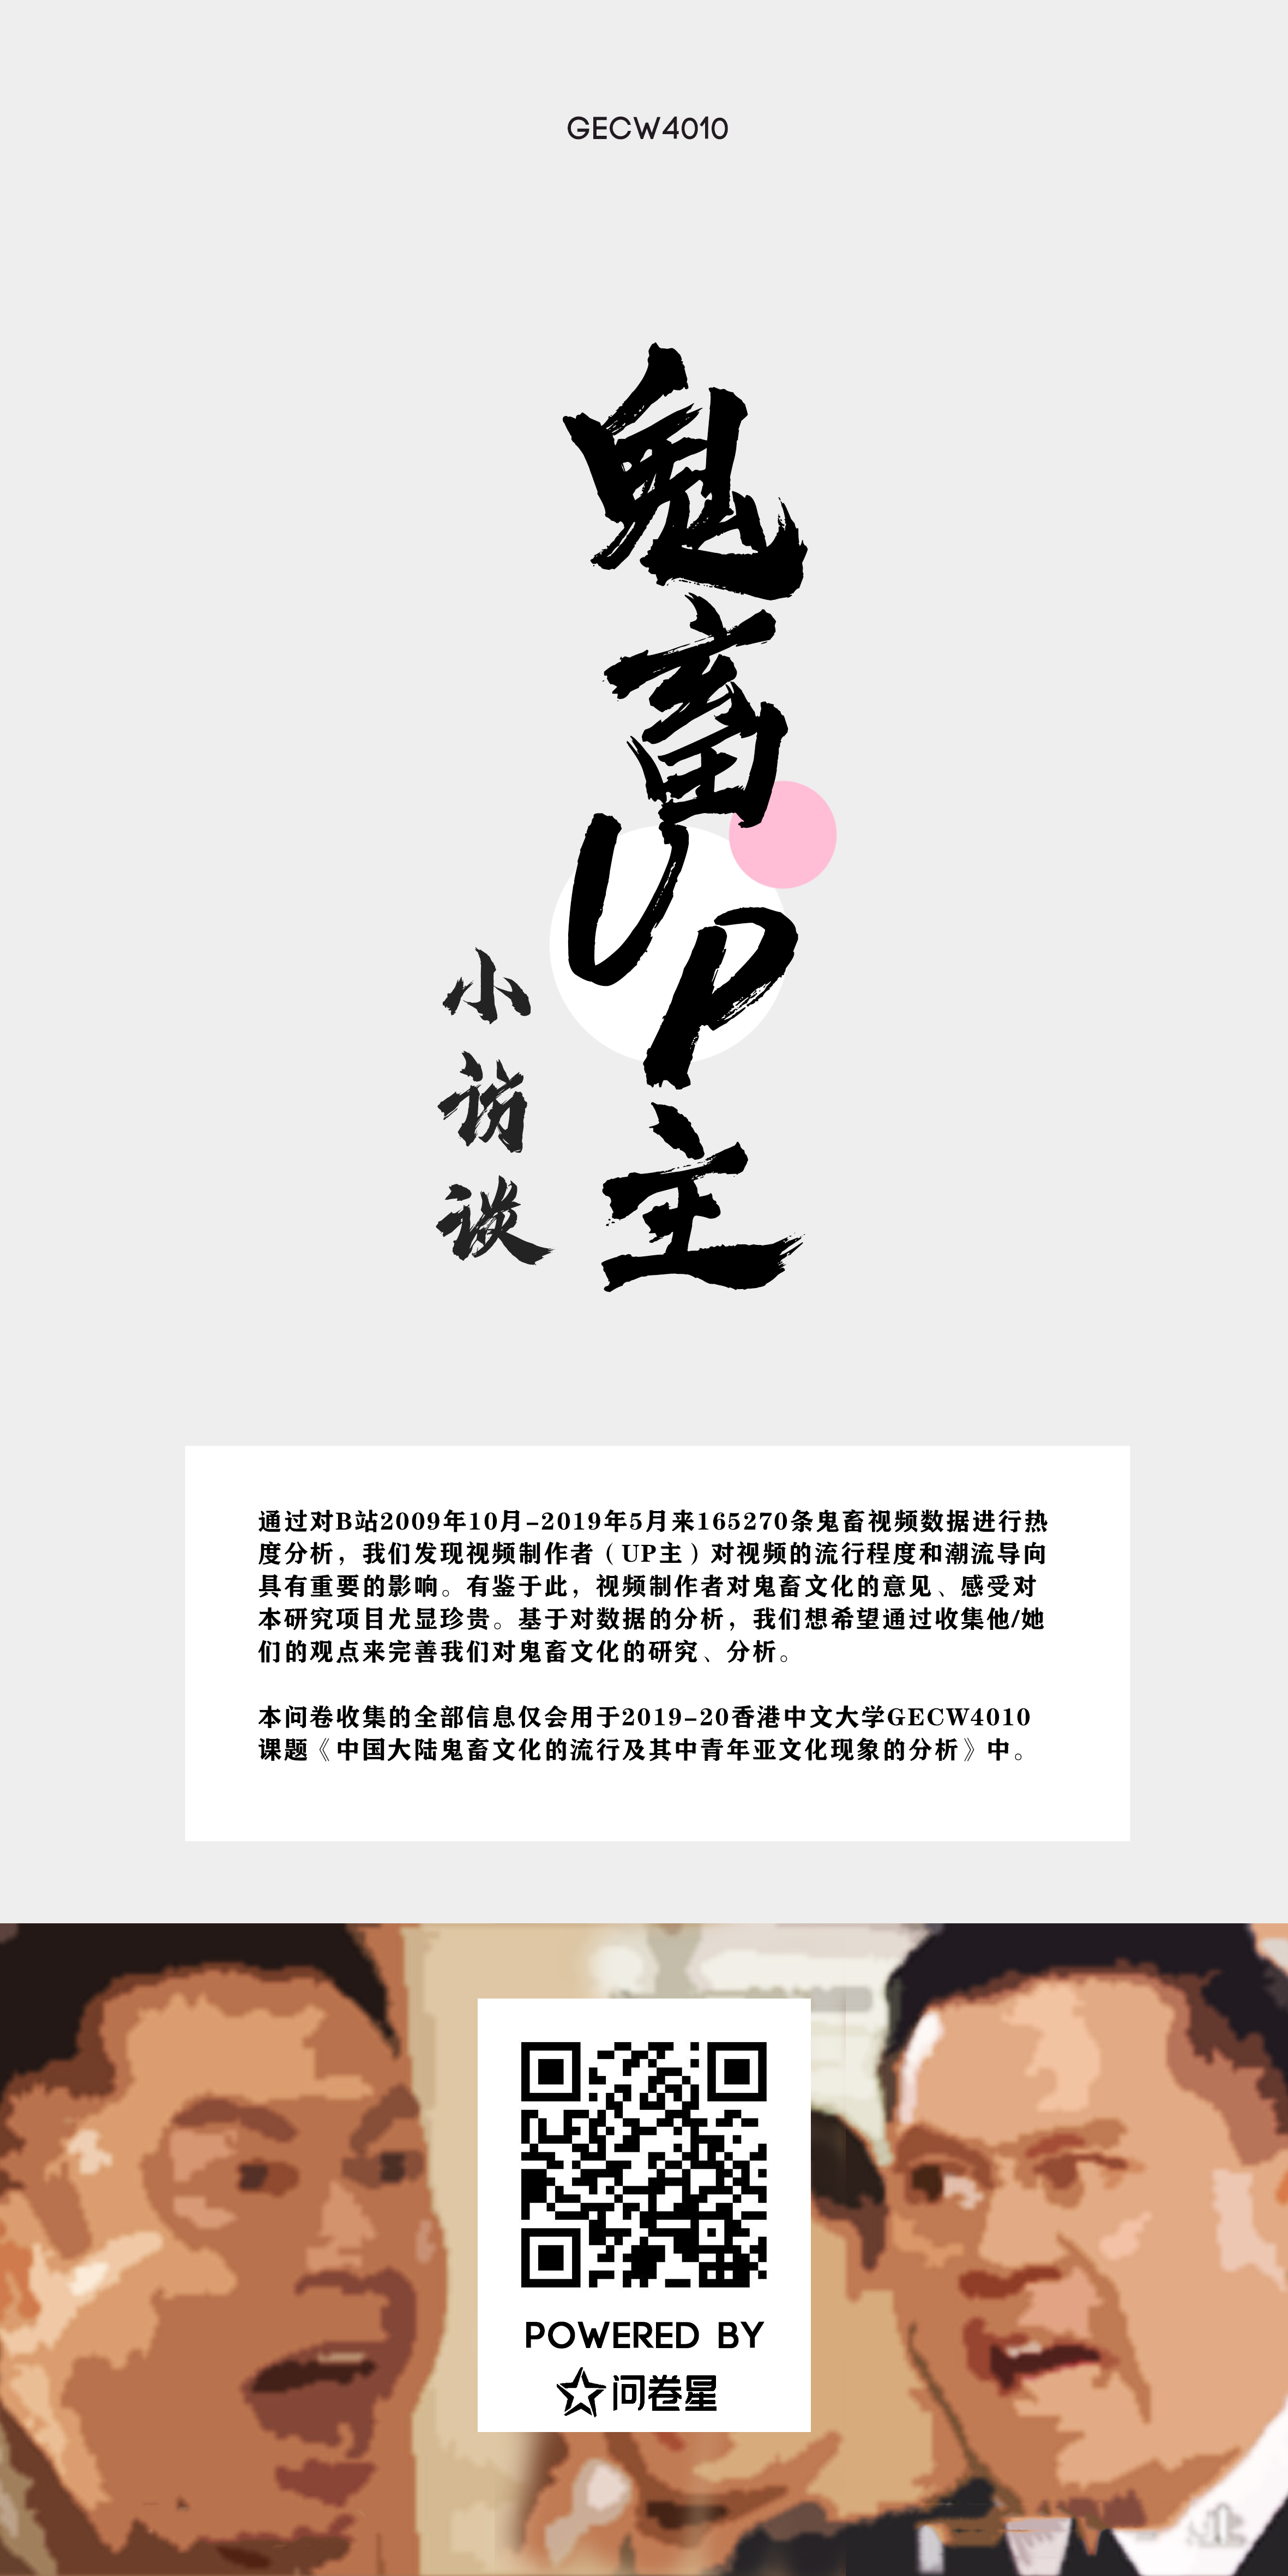 GECW4010
鬼畜UP主
小访谈
通过对B站2009年10月-2019年5月来165270条鬼畜视频数据进行热
度分析，我们发现视频制作者（UP主）对视频的流行程度和潮流导向
具有重要的影响。有鉴于此，视频制作者对鬼畜文化的意见、感受对
本研究项目尤显珍贵。基于对数据的分析，我们想希望通过收集他/她
们的观点来完善我们对鬼畜文化的研究、分析。
本问卷收集的全部信息仅会用于2019-20香港中文大学GECW4010
课题《中国大陆鬼畜文化的流行及其中青年亚文化现象的分析》中。
POWERED BY
问卷星